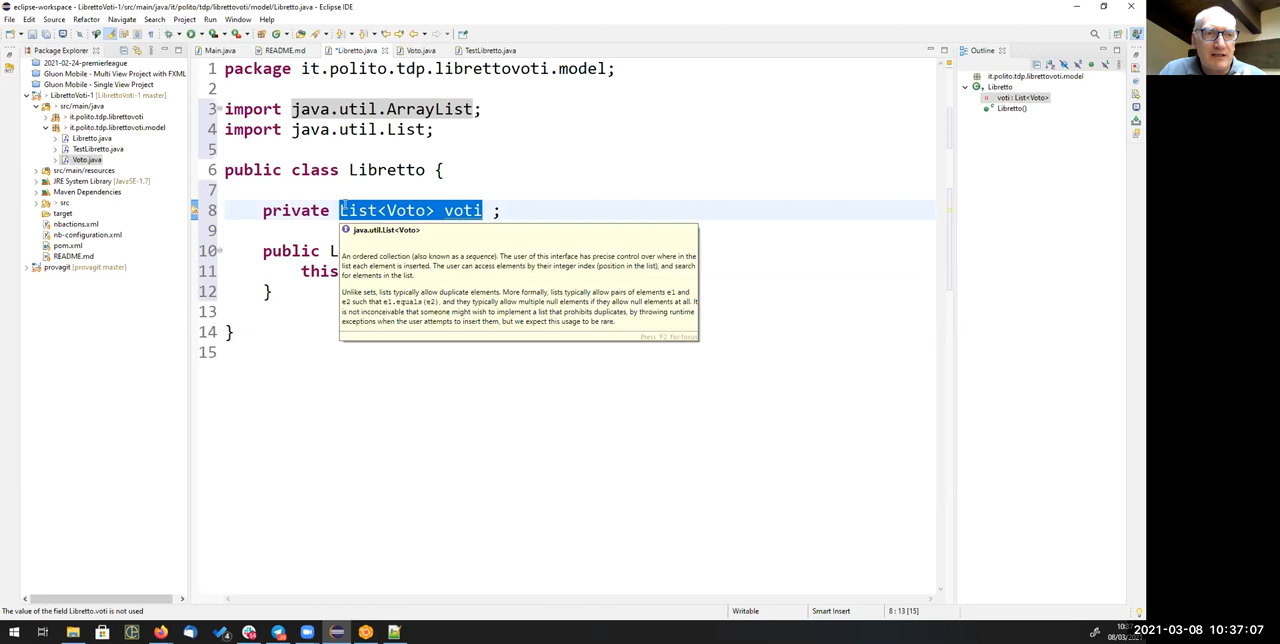 eclipse-workspace - LibrettoVoti-1/src/main/java/it/polito/tdp/librettovoti/model/Libretto.java - Eclipse IDE
File Edit Source Refactor Navigate Search Project Run Window Help
Package Explorer
Main.java README.md *Libretto.java Voto.java TestLibretto.java
Outline
2021-02-24-premierleague
Gluon Mobile - Multi View Project with FXML
Gluon Mobile - Single View Project
LibrettoVoti-1 [LibrettoVoti-1 master]
src/main/java
it.polito.tdp.librettovoti
it.polito.tdp.librettovoti.model
Libretto.java
TestLibretto.java
Voto.java
src/main/resources
JRE System Library [JavaSE-1.7]
Maven Dependencies
src
target
nbactions.xml
nb-configuration.xml
pom.xml
README.md
provagit [provagit master]
1 package it.polito.tdp.librettovoti.model;
2
3 import java.util.ArrayList;
4 import java.util.List;
5
6 public class Libretto {
7
8 private List<Voto> voti ;
9
10 public L
11 this
12 }
13
14 }
15
java.util.List<Voto>
An ordered collection (also known as a sequence). The user of this interface has precise control over where in the
list each element is inserted. The user can access elements by their integer index (position in the list), and search
for elements in the list.
Unlike sets, lists typically allow duplicate elements. More formally, lists typically allow pairs of elements e1 and
e2 such that e1.equals(e2), and they typically allow multiple null elements if they allow null elements at all. It
is not inconceivable that someone might wish to implement a list that prohibits duplicates, by throwing runtime
exceptions when the user attempts to insert them, but we expect this usage to be rare.
Press 'F2' for focus
it.polito.tdp.librettovoti.model
Libretto
voti : List<Voto>
Libretto()
The value of the field Libretto.voti is not used
Writable
Smart Insert
8 : 13 [15]
08/03/2021
2021-03-08 10:37:07